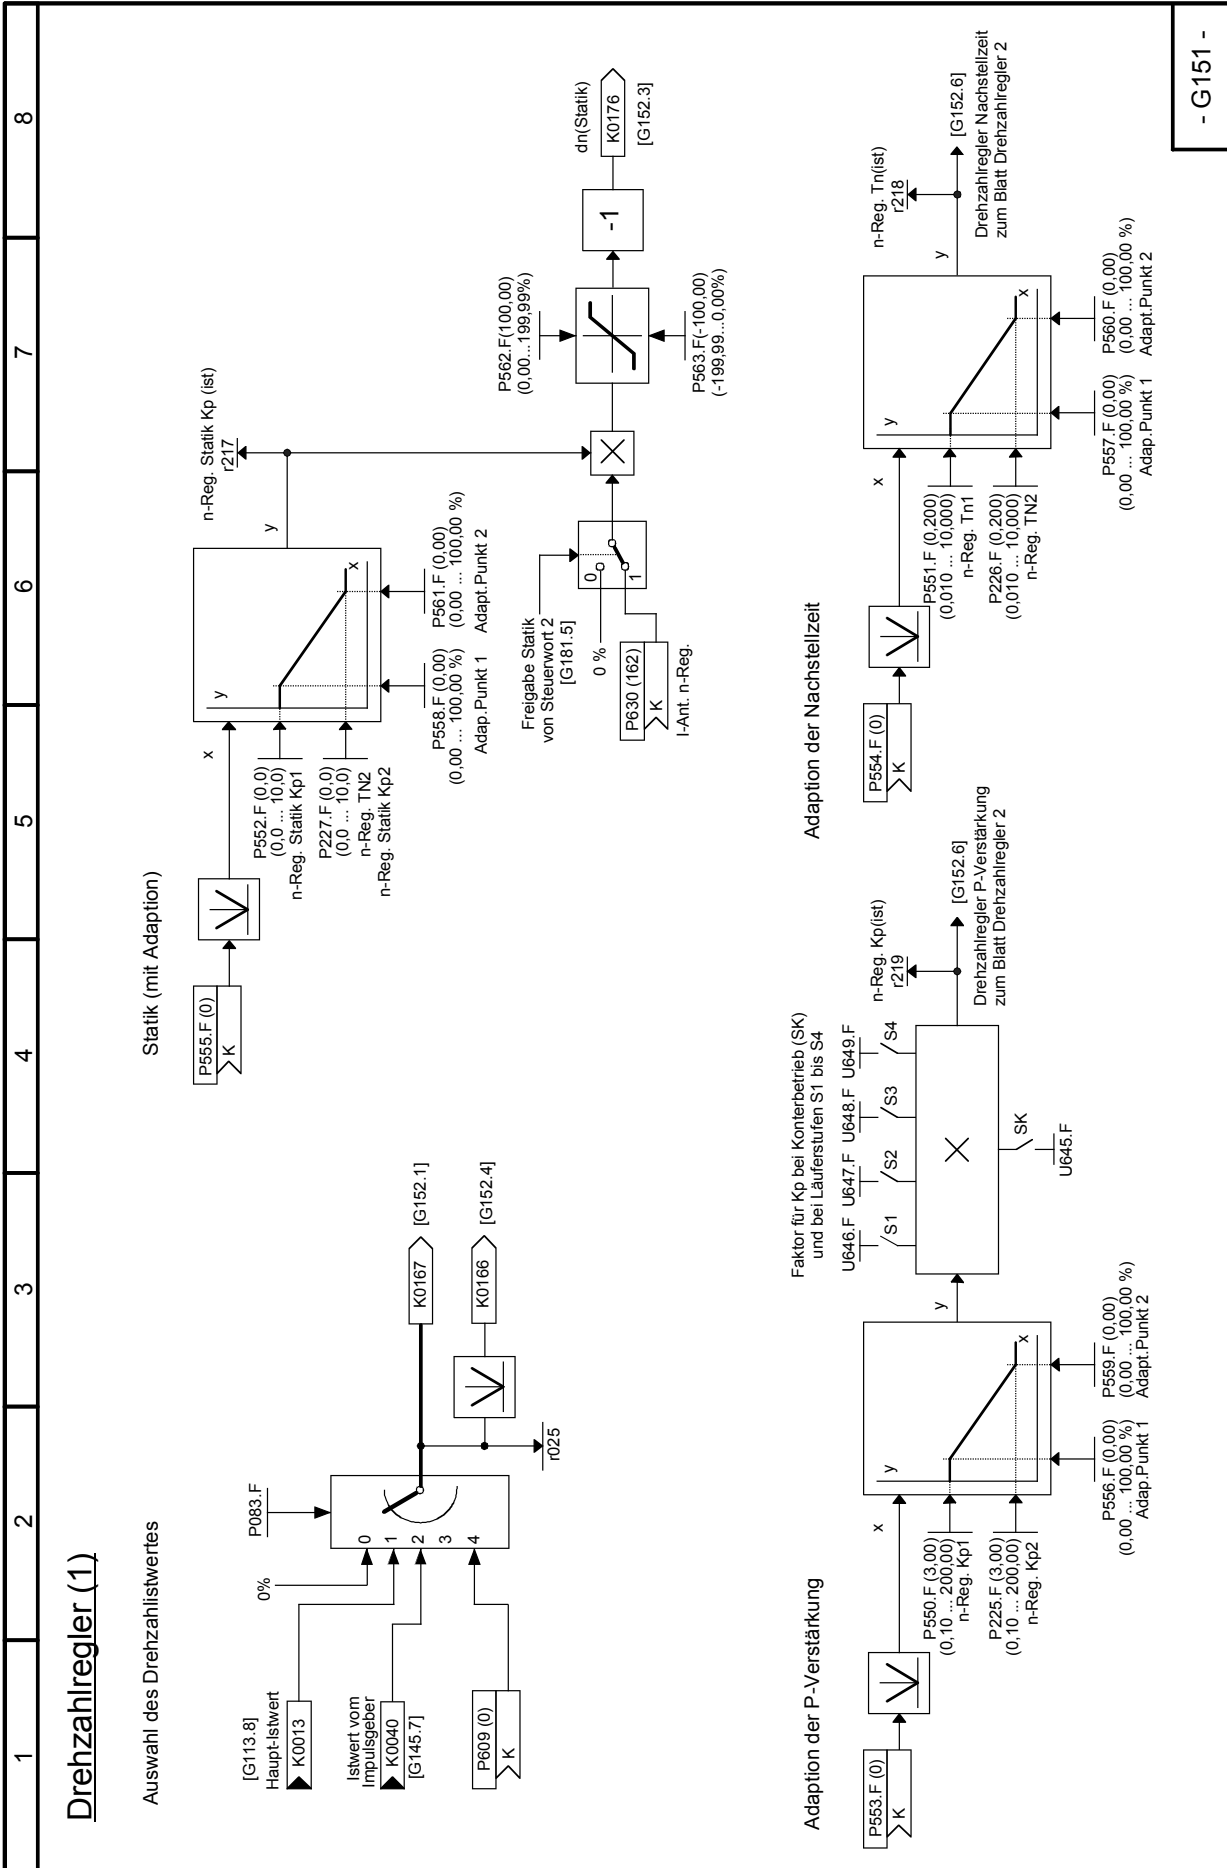 1 2 3 4 5 6 7 8
Drehzahlregler (1)
Auswahl des Drehzahlistwertes
[G113.8]
Haupt-Istwert
K0013
Istwert vom
Impulsgeber
K0040
[G145.7]
P609 (0)
K
0%
P083.F
0
1
2
3
4
r025
K0167
[G152.1]
K0166
[G152.4]
Statik (mit Adaption)
P555.F (0)
K
x
P552.F (0,0)
(0,0 ... 10,0)
n-Reg. Statik Kp1
P227.F (0,0)
(0,0 ... 10,0)
n-Reg. TN2
n-Reg. Statik Kp2
y
x
P558.F (0,00)
(0,00 ... 100,00 %)
Adap.Punkt 1
P561.F (0,00)
(0,00 ... 100,00 %)
Adapt.Punkt 2
y
n-Reg. Statik Kp (ist)
r217
Freigabe Statik
von Steuerwort 2
[G181.5]
0 %
P630 (162)
K
I-Ant. n-Reg.
0
1
P562.F(100,00)
(0,00...199,99%)
P563.F(-100,00)
(-199,99...0,00%)
-1
dn(Statik)
K0176
[G152.3]
Adaption der P-Verstärkung
P553.F (0)
K
x
P550.F (3,00)
(0,10 ... 200,00)
n-Reg. Kp1
P225.F (3,00)
(0,10 ... 200,00)
n-Reg. Kp2
y
x
P556.F (0,00)
(0,00 ... 100,00 %)
Adap.Punkt 1
P559.F (0,00)
(0,00 ... 100,00 %)
Adapt.Punkt 2
y
Faktor für Kp bei Konterbetrieb (SK)
und bei Läuferstufen S1 bis S4
U646.F U647.F U648.F U649.F
S1 S2 S3 S4
SK
U645.F
n-Reg. Kp(ist)
r219
[G152.6]
Drehzahlregler P-Verstärkung
zum Blatt Drehzahlregler 2
Adaption der Nachstellzeit
P554.F (0)
K
x
P551.F (0,200)
(0,010 ... 10,000)
n-Reg. Tn1
P226.F (0,200)
(0,010 ... 10,000)
n-Reg. TN2
y
x
P557.F (0,00)
(0,00 ... 100,00 %)
Adap.Punkt 1
P560.F (0,00)
(0,00 ... 100,00 %)
Adapt.Punkt 2
y
n-Reg. Tn(ist)
r218
[G152.6]
Drehzahlregler Nachstellzeit
zum Blatt Drehzahlregler 2
- G151 -